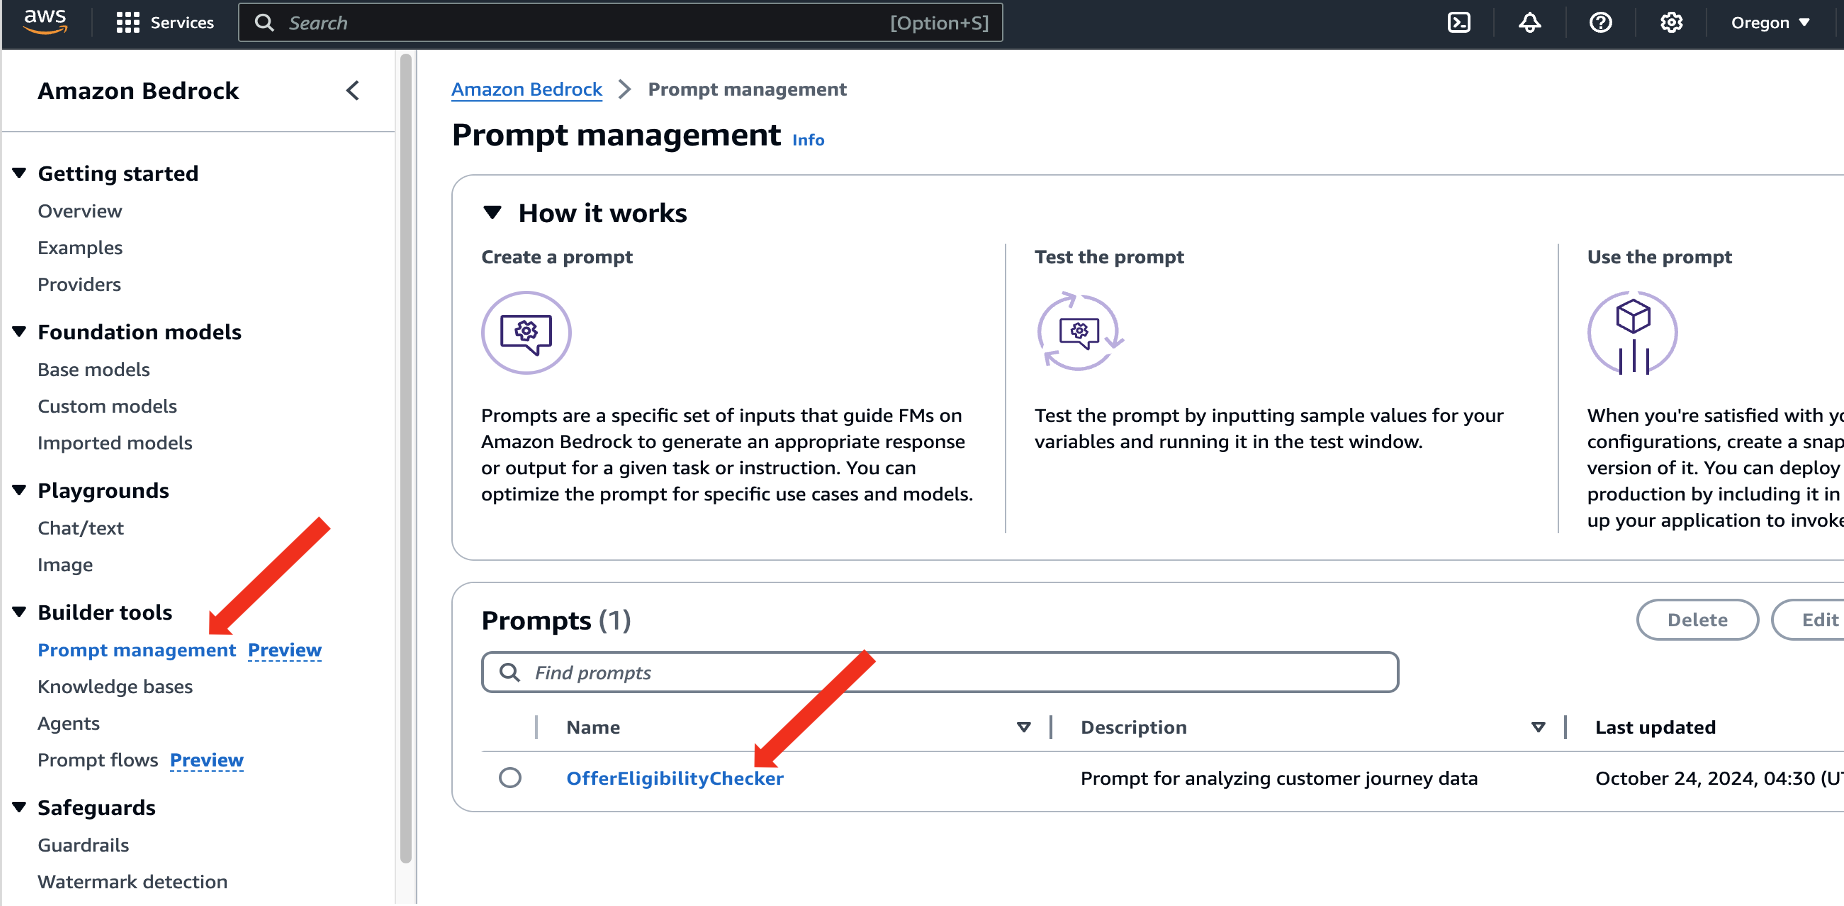 aws
Services
Search
[Option+S]
Oregon
Amazon Bedrock
Getting started
Overview
Examples
Providers
Foundation models
Base models
Custom models
Imported models
Playgrounds
Chat/text
Image
Builder tools
Prompt management Preview
Knowledge bases
Agents
Prompt flows Preview
Safeguards
Guardrails
Watermark detection
Amazon Bedrock > Prompt management
Prompt management Info
How it works
Create a prompt
Prompts are a specific set of inputs that guide FMs on
Amazon Bedrock to generate an appropriate response
or output for a given task or instruction. You can
optimize the prompt for specific use cases and models.
Test the prompt
Test the prompt by inputting sample values for your
variables and running it in the test window.
Use the prompt
When you're satisfied with
configurations, create a
version of it. You can deploy
production by including it in
up your application to
Prompts (1)
Delete
Edit
Find prompts
Name
Description
Last updated
OfferEligibilityChecker
Prompt for analyzing customer journey data
October 24, 2024, 04:30